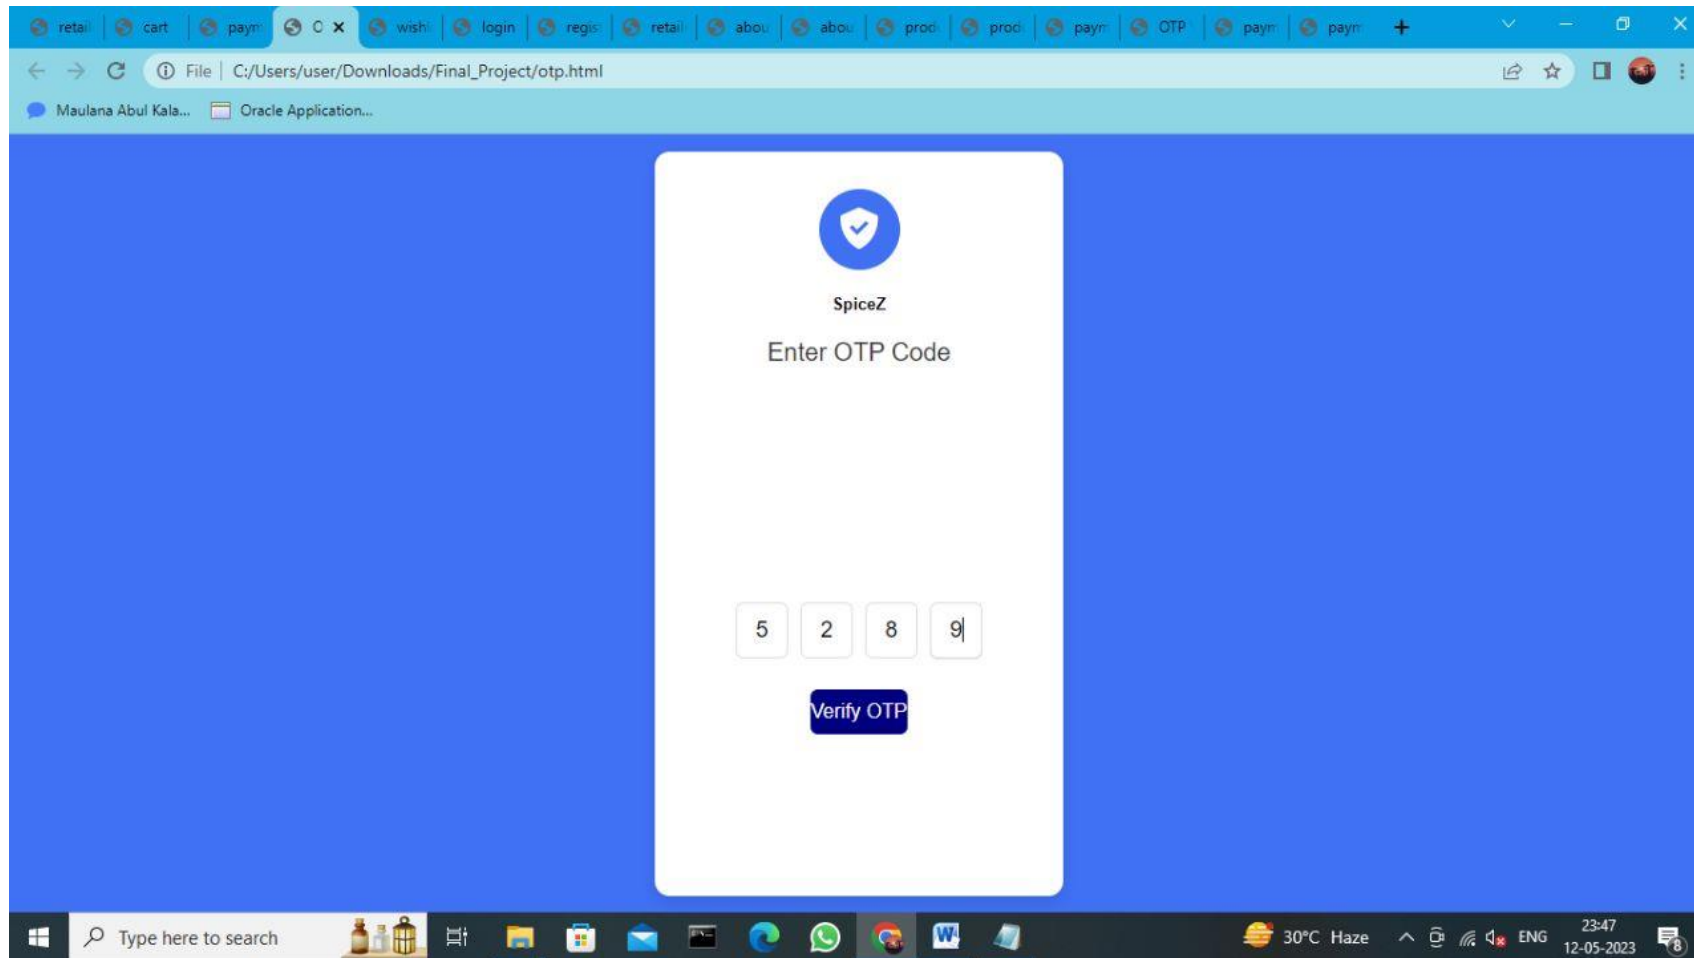 retail cart paym O wishl login regis retail abou abou prod prod paym OTP paym paym
File C:/Users/user/Downloads/Final_Project/otp.html
Maulana Abul Kala... Oracle Application...
SpiceZ
Enter OTP Code
5 2 8 9
Verify OTP
Type here to search 30°C Haze ENG 23:47
12-05-2023 8